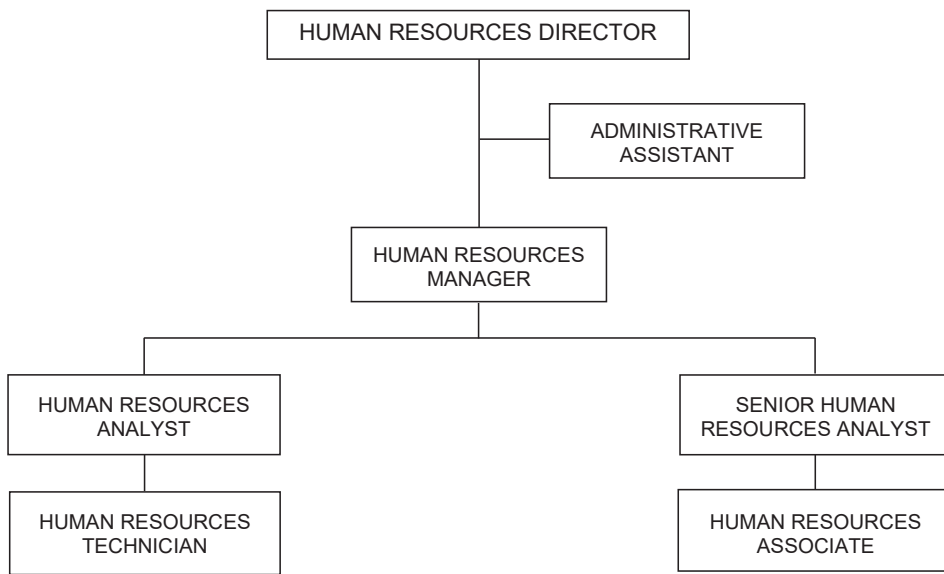 HUMAN RESOURCES DIRECTOR
ADMINISTRATIVE
ASSISTANT
HUMAN RESOURCES
MANAGER
HUMAN RESOURCES
ANALYST
SENIOR HUMAN
RESOURCES ANALYST
HUMAN RESOURCES
TECHNICIAN
HUMAN RESOURCES
ASSOCIATE